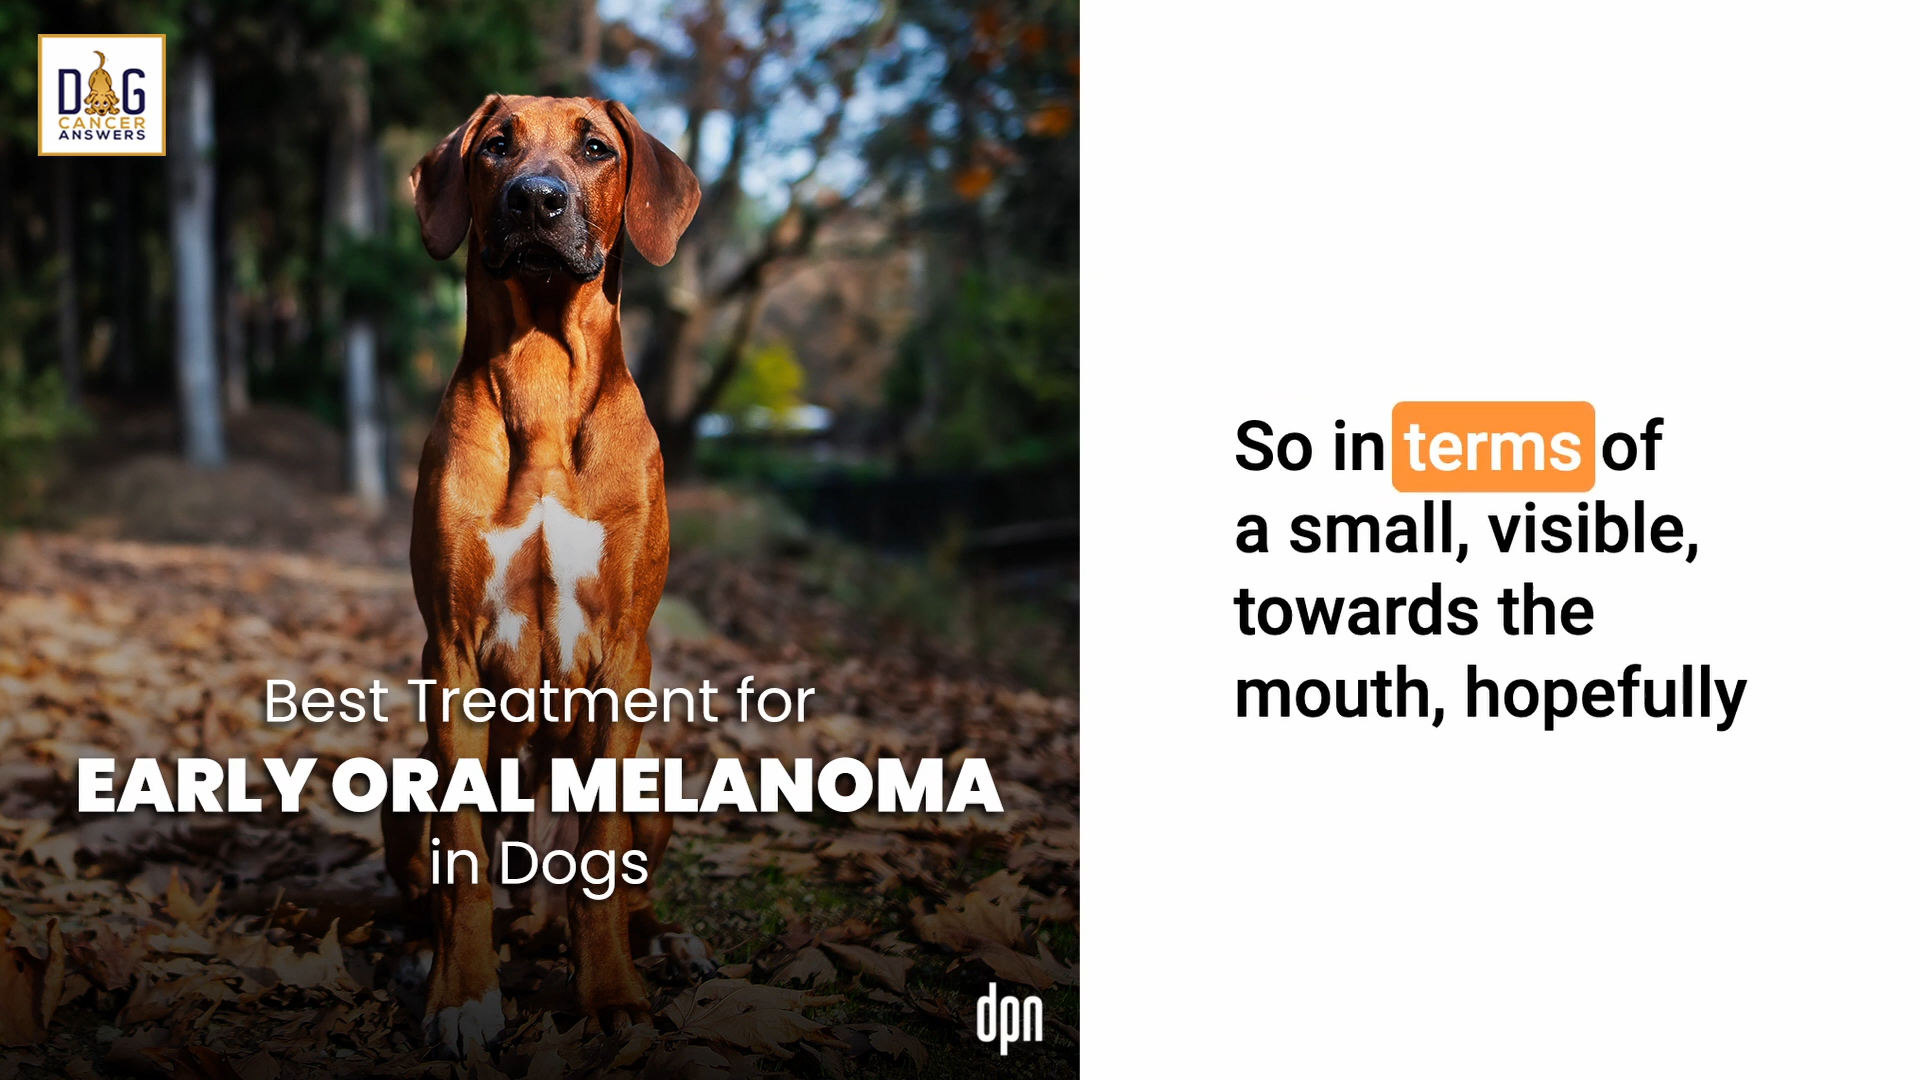 DOG
CANCER
ANSWERS
Best Treatment for
EARLY ORAL MELANOMA
in Dogs
dpn
So in terms of
a small, visible,
towards the
mouth, hopefully